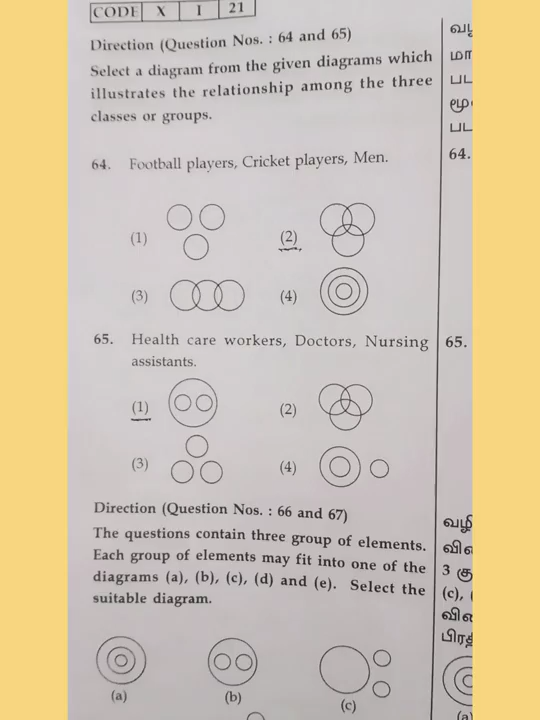 CODE X I 21
Direction (Question Nos. : 64 and 65)
Select a diagram from the given diagrams which
illustrates the relationship among the three
classes or groups.
64. Football players, Cricket players, Men.
(1) (2)
(3) (4)
65. Health care workers, Doctors, Nursing
assistants.
(1) (2)
(3) (4)
Direction (Question Nos. : 66 and 67)
The questions contain three group of elements.
Each group of elements may fit into one of the
diagrams (a), (b), (c), (d) and (e). Select the
suitable diagram.
(a) (b) (c)
64.
65.
3
(c),
(a)